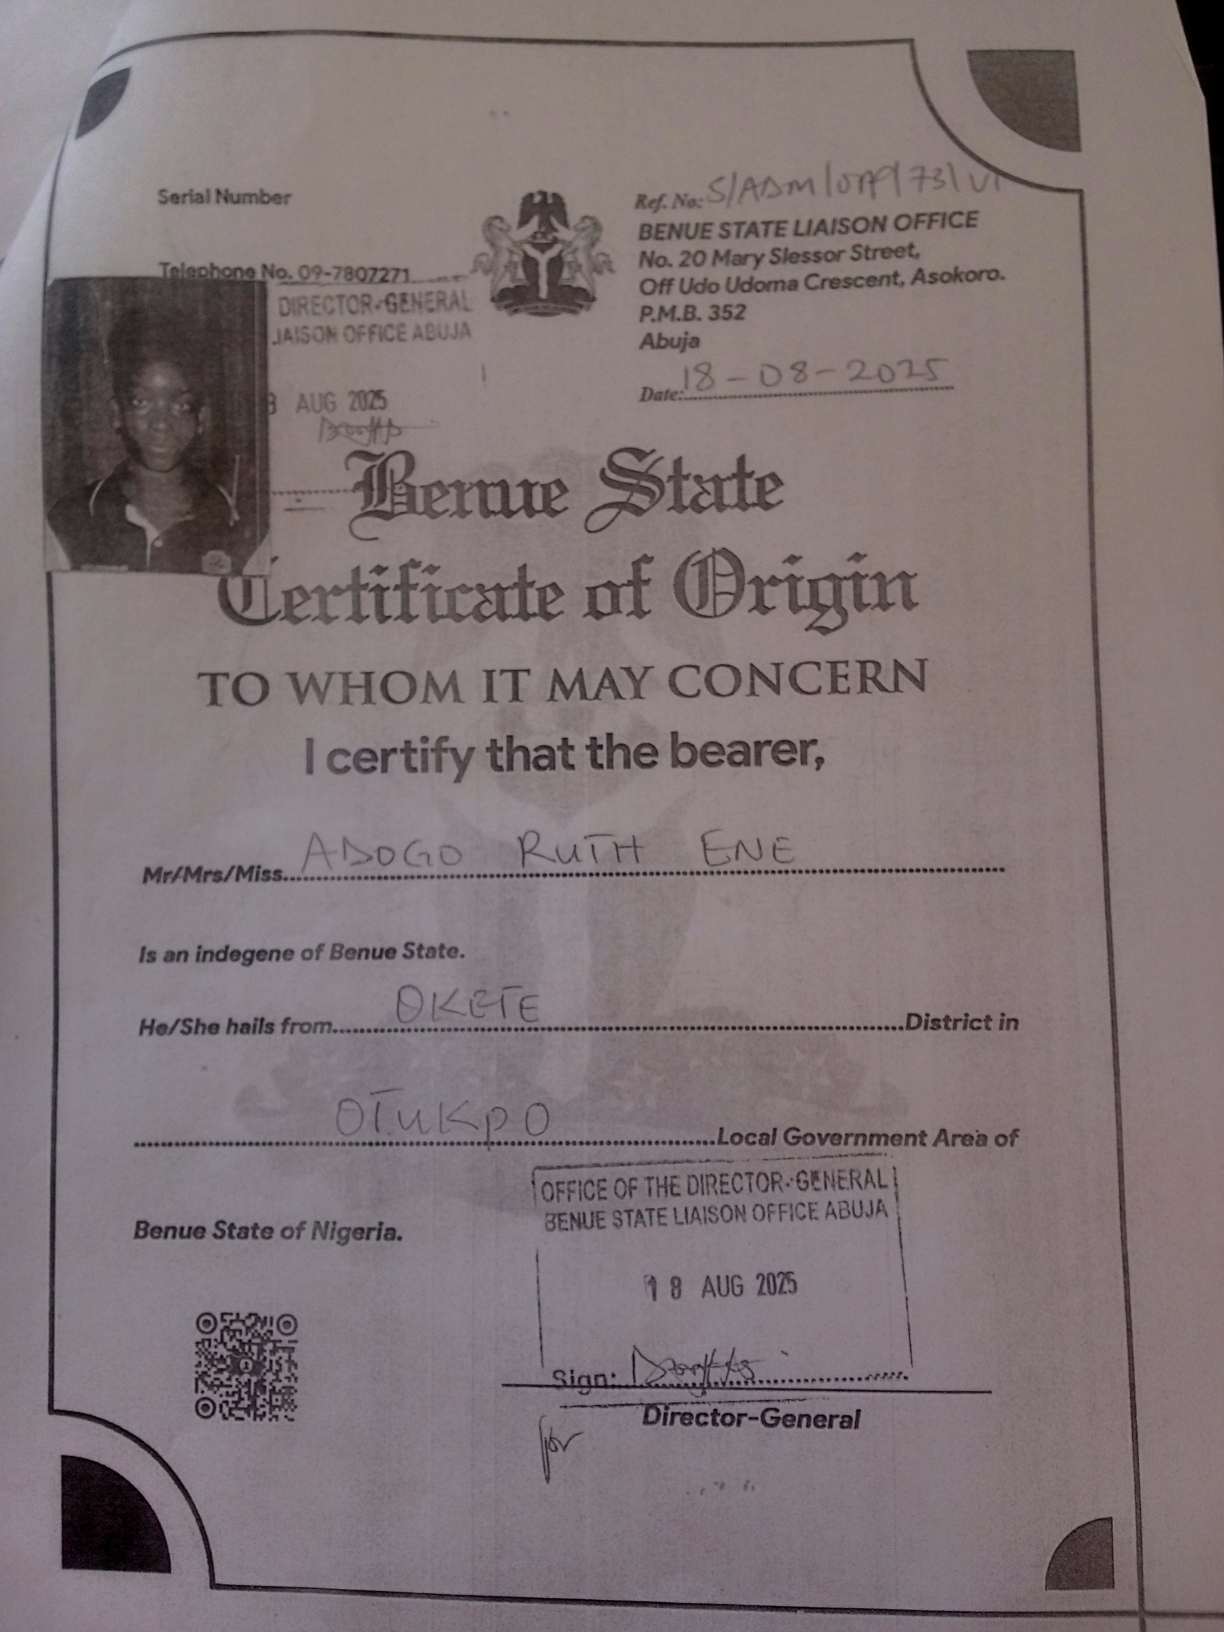 Serial Number
Telephone No. 09-7807271
DIRECTOR-GENERAL
LIAISON OFFICE ABUJA
AUG 2025
Ref. No: S/ADM/
BENUE STATE LIAISON OFFICE
No. 20 Mary Slessor Street,
Off Udo Udoma Crescent, Asokoro.
P.M.B. 352
Abuja
Date: 18-08-2025
Benue State
Certificate of Origin
TO WHOM IT MAY CONCERN
I certify that the bearer,
Mr/Mrs/Miss ADOGO RUTH ENE
Is an indegene of Benue State.
He/She hails from OKETE District in
OTUKPO Local Government Area of
Benue State of Nigeria.
OFFICE OF THE DIRECTOR-GENERAL
BENUE STATE LIAISON OFFICE ABUJA
18 AUG 2025
Sign:
for Director-General